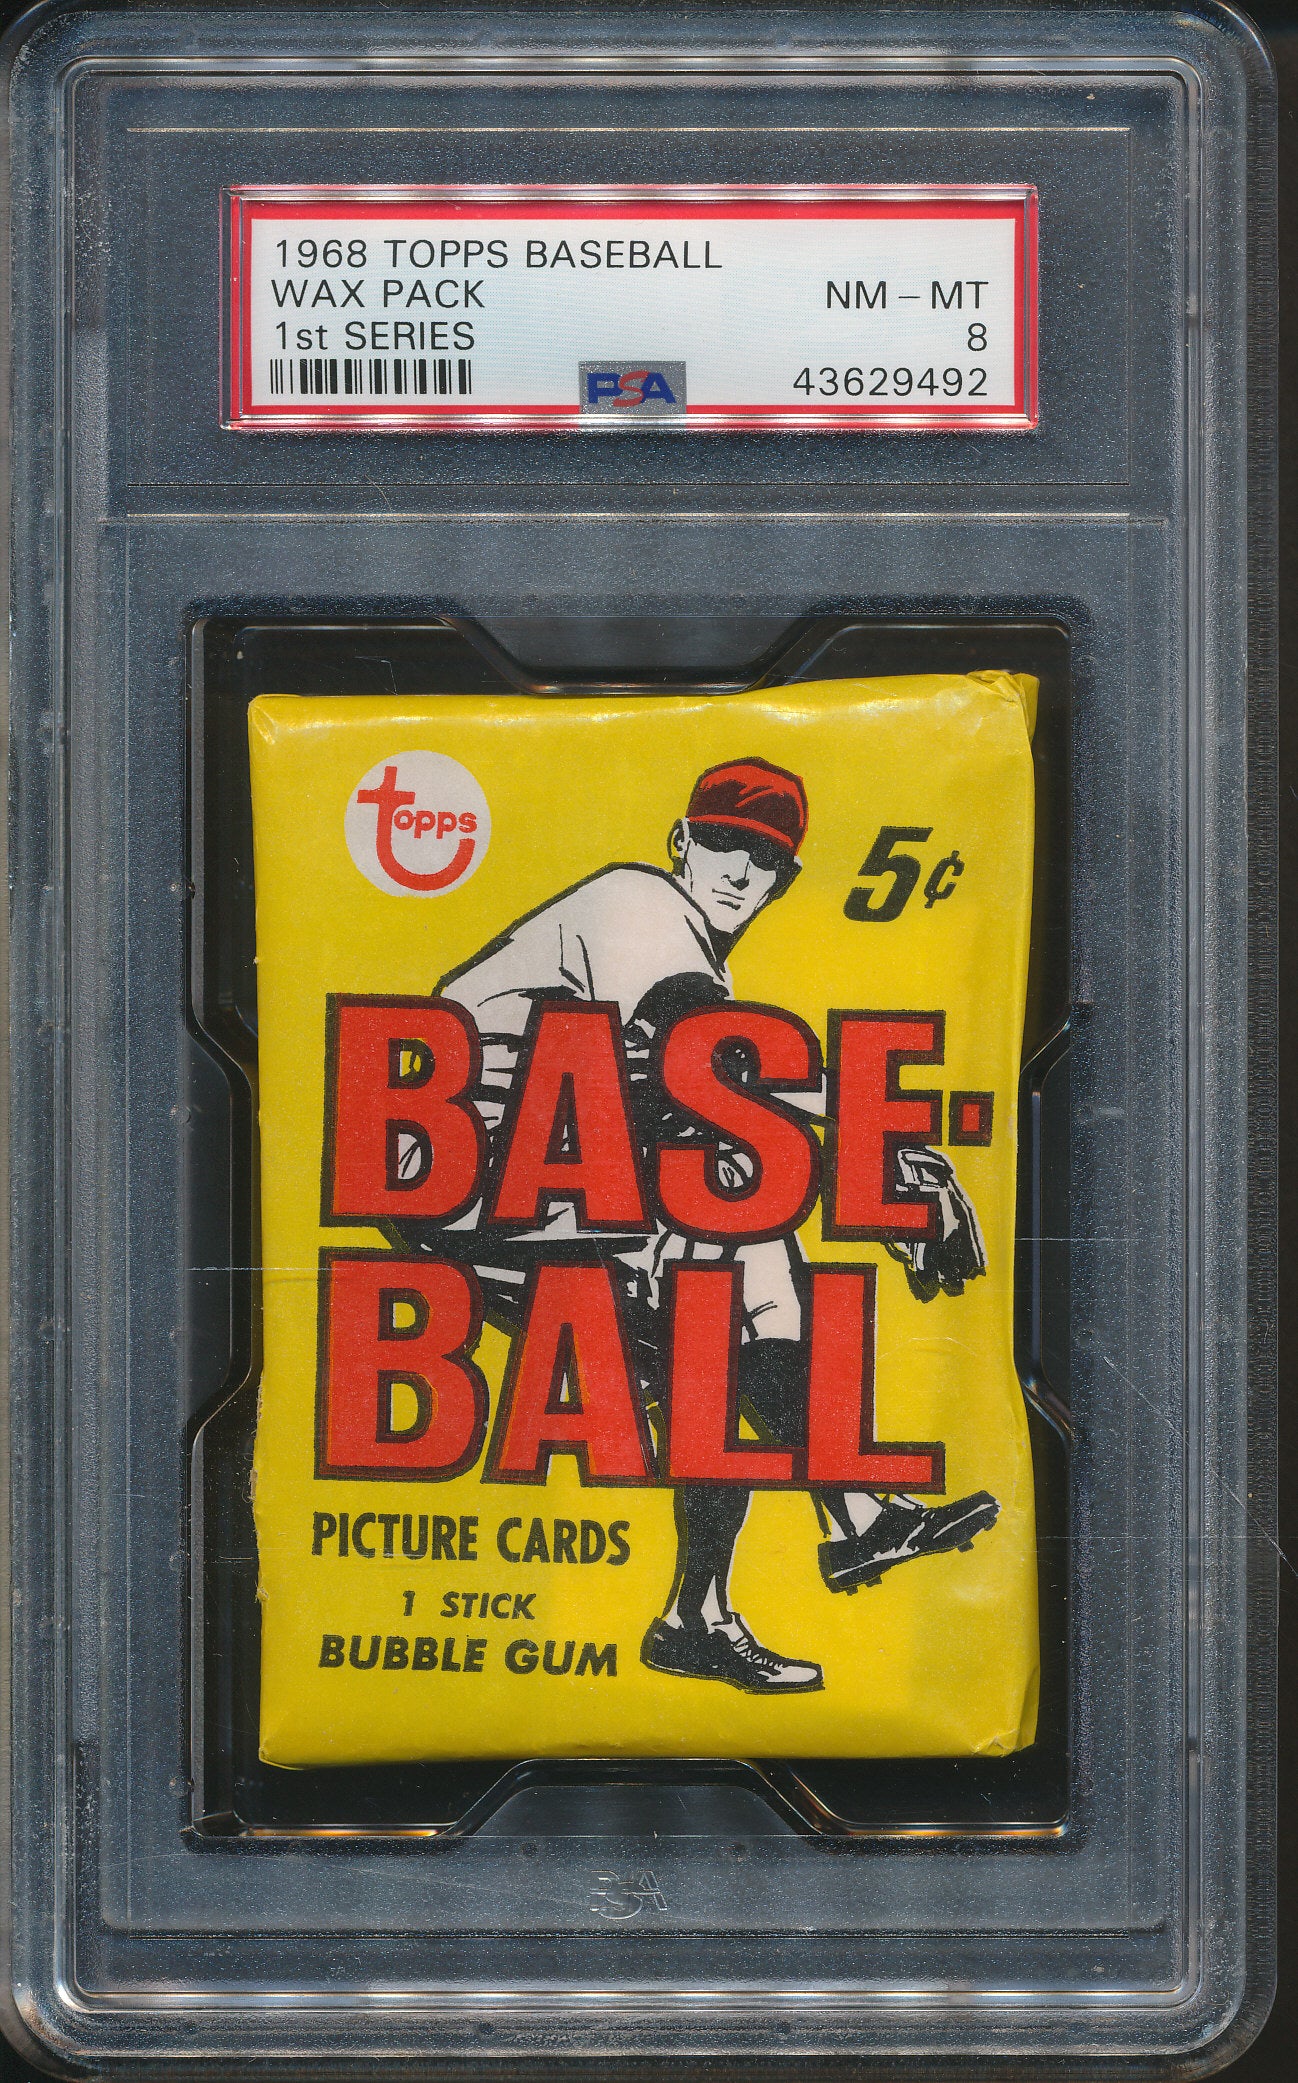 1968 TOPPS BASEBALL
WAX PACK
NM - MT
1st SERIES
8
PSA
43629492
topps
5¢
BASE-
BALL
PICTURE CARDS
1 STICK
BUBBLE GUM
PSA